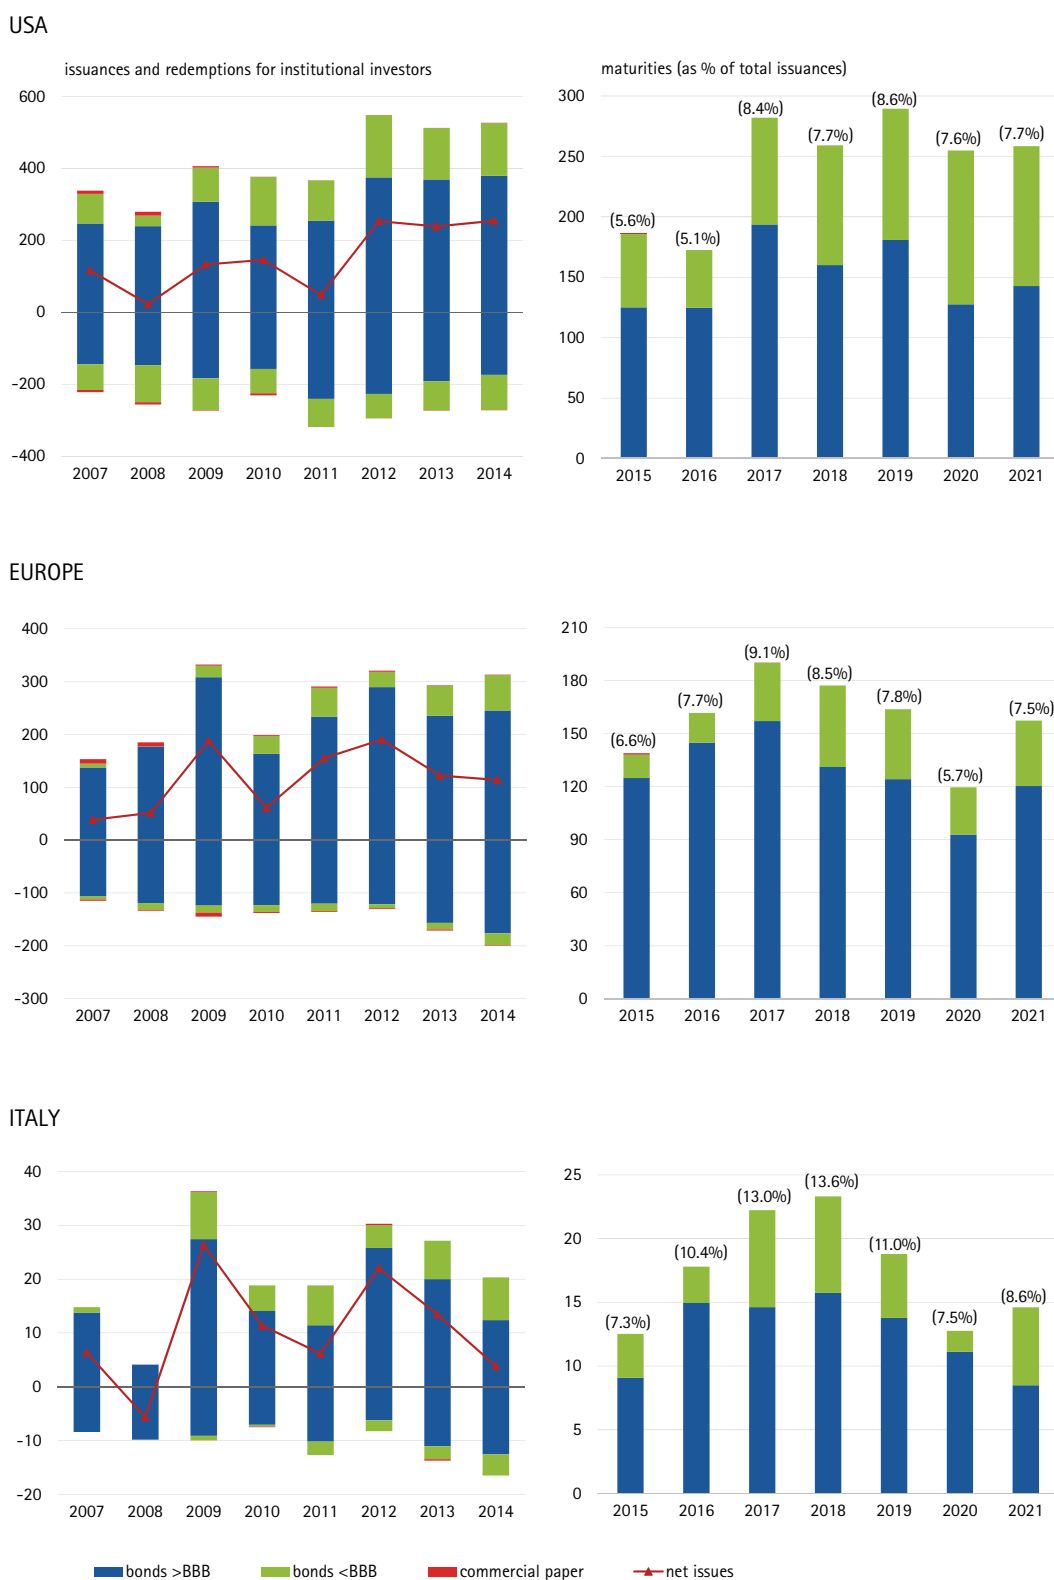 USA
issuances and redemptions for institutional investors
600
400
200
0
-200
-400
2007 2008 2009 2010 2011 2012 2013 2014
maturities (as % of total issuances)
300
250
200
150
100
50
0
(5.6%) (5.1%) (8.4%) (7.7%) (8.6%) (7.6%) (7.7%)
2015 2016 2017 2018 2019 2020 2021
EUROPE
400
300
200
100
0
-100
-200
-300
2007 2008 2009 2010 2011 2012 2013 2014
210
180
150
120
90
60
30
0
(6.6%) (7.7%) (9.1%) (8.5%) (7.8%) (5.7%) (7.5%)
2015 2016 2017 2018 2019 2020 2021
ITALY
40
30
20
10
0
-10
-20
2007 2008 2009 2010 2011 2012 2013 2014
25
20
15
10
5
0
(7.3%) (10.4%) (13.0%) (13.6%) (11.0%) (7.5%) (8.6%)
2015 2016 2017 2018 2019 2020 2021
bonds >BBB bonds <BBB commercial paper net issues